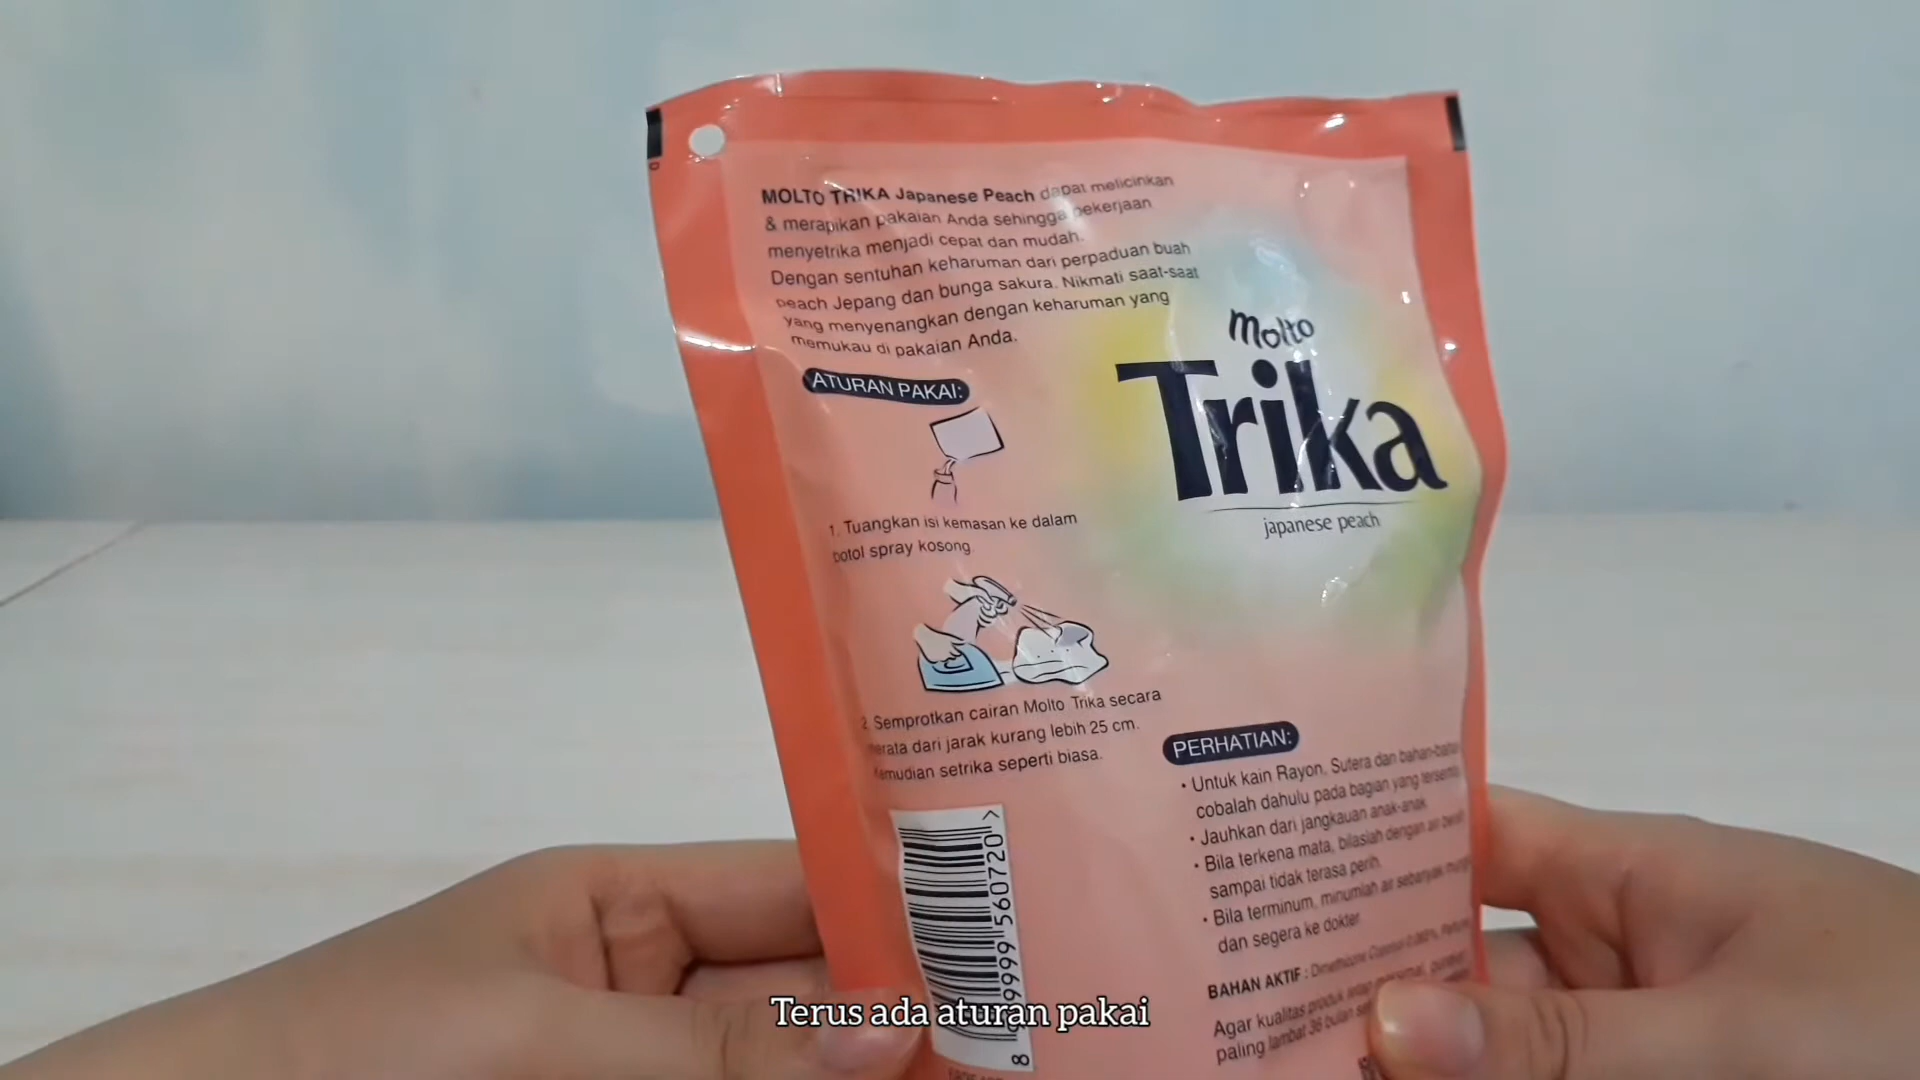 MOLTO TRIKA Japanese Peach dapat melicinkan
& merapikan pakaian Anda sehingga pekerjaan
menyetrika menjadi cepat dan mudah.
Dengan sentuhan keharuman dari perpaduan buah
peach Jepang dan bunga sakura. Nikmati saat-saat
yang menyenangkan dengan keharuman yang
memukau di pakaian Anda.
ATURAN PAKAI:
1. Tuangkan isi kemasan ke dalam
botol spray kosong
2. Semprotkan cairan Molto Trika secara
merata dari jarak kurang lebih 25 cm.
Kemudian setrika seperti biasa.
molto
Trika
japanese peach
PERHATIAN:
• Untuk kain Rayon, Sutera dan
cobalah dahulu pada bagian yang
• Jauhkan dari jangkauan anak-anak
• Bila terkena mata, bilaslah dengan air
sampai tidak terasa perih
• Bila terminum, minumlah air sebanyak
dan segera ke dokter
BAHAN AKTIF :
Agar kualitas produk
paling lambat 36 bulan
Terus ada aturan pakai